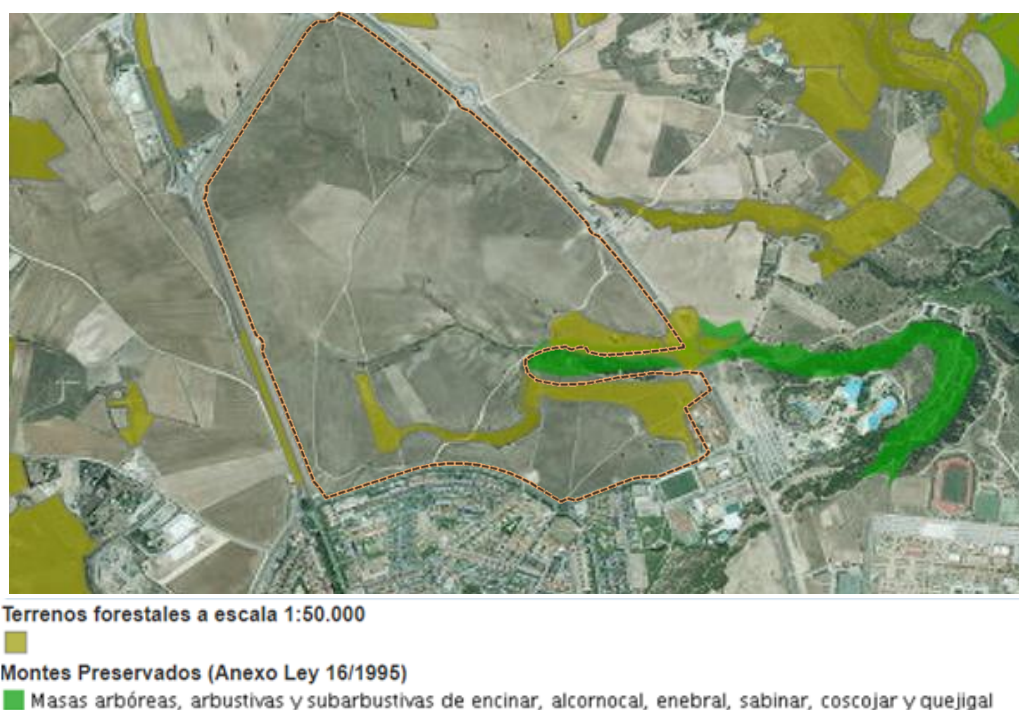 Terrenos forestales a escala 1:50.000
Montes Preservados (Anexo Ley 16/1995)
Masas arbóreas, arbustivas y subarbustivas de encinar, alcornocal, enebral, sabinar, coscojar y quejigal